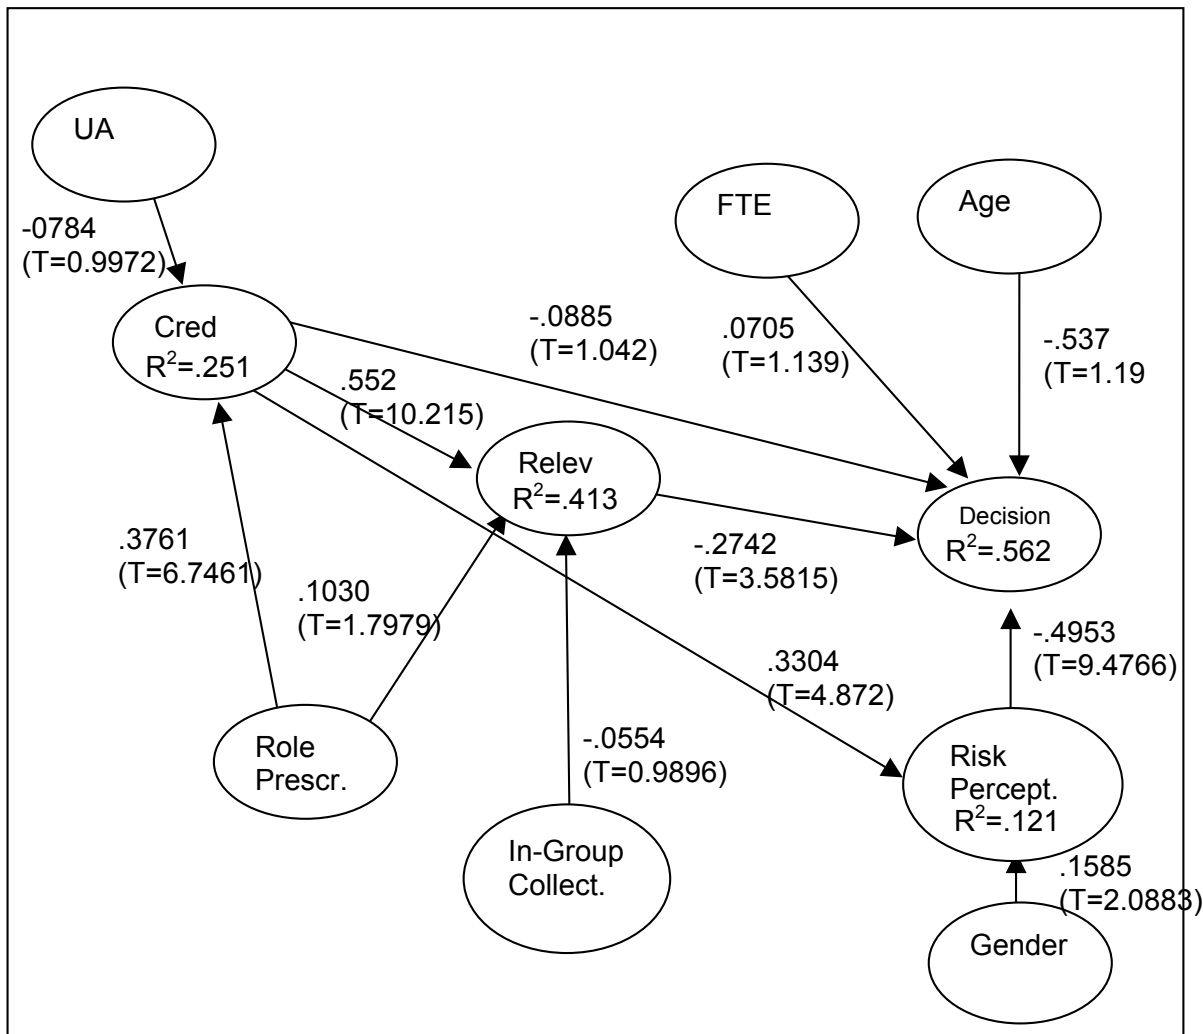 UA
-0784
(T=0.9972)
FTE
Age
Cred
R²=.251
-.0885
(T=1.042)
.0705
(T=1.139)
-.537
(T=1.19
.552
(T=10.215)
Relev
R²=.413
Decision
R²=.562
.3761
(T=6.7461)
.1030
(T=1.7979)
-.2742
(T=3.5815)
-.4953
(T=9.4766)
.3304
(T=4.872)
Role
Prescr.
-.0554
(T=0.9896)
Risk
Percept.
R²=.121
In-Group
Collect.
.1585
(T=2.0883)
Gender